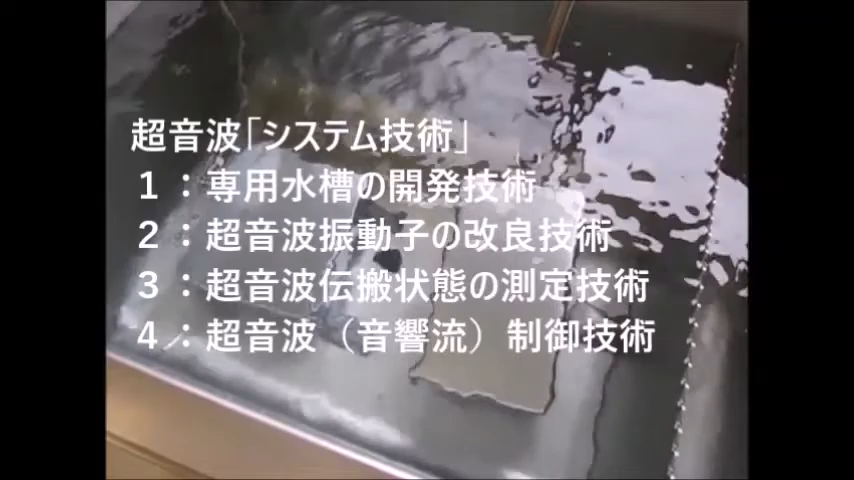 超音波「システム技術」
１：専用水槽の開発技術
２：超音波振動子の改良技術
３：超音波伝搬状態の測定技術
４：超音波（音響流）制御技術